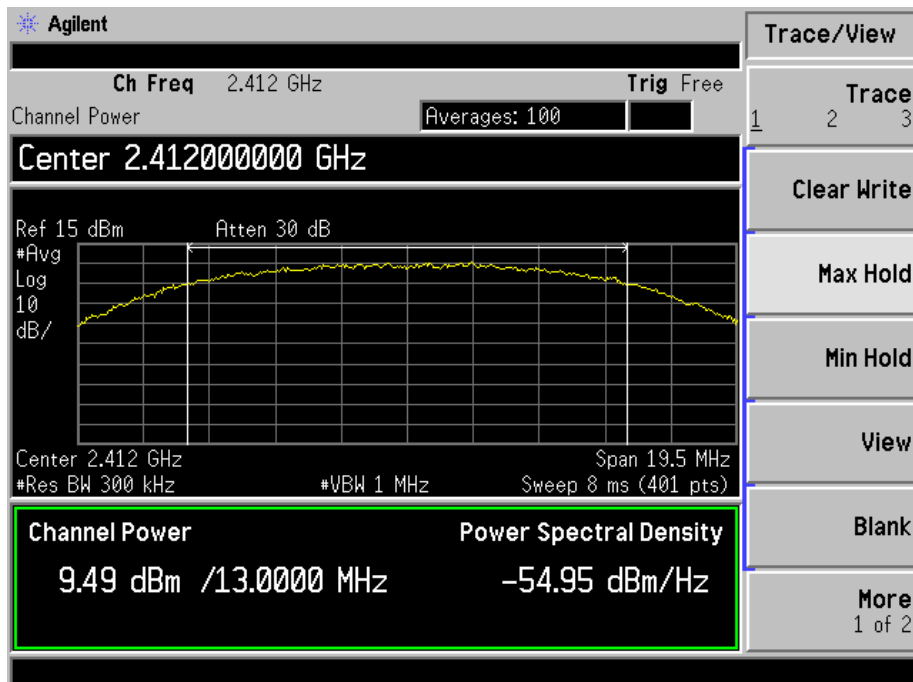 Agilent
Ch Freq 2.412 GHz Trig Free
Channel Power Averages: 100
Center 2.412000000 GHz
Ref 15 dBm Atten 30 dB
#Avg
Log
10
dB/
Center 2.412 GHz Span 19.5 MHz
#Res BW 300 kHz #VBW 1 MHz Sweep 8 ms (401 pts)
Channel Power Power Spectral Density
9.49 dBm /13.0000 MHz -54.95 dBm/Hz
Trace/View
Trace
1 2 3
Clear Write
Max Hold
Min Hold
View
Blank
More
1 of 2